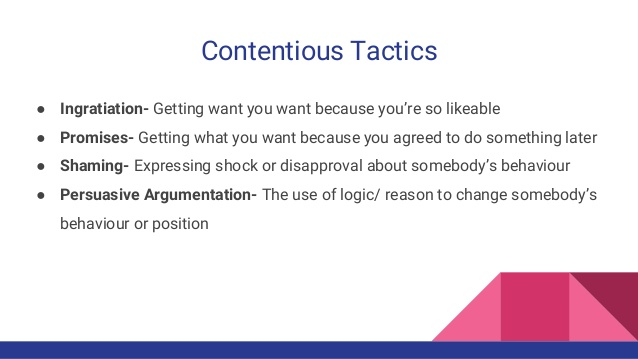 Contentious Tactics
● Ingratiation- Getting want you want because you're so likeable
● Promises- Getting what you want because you agreed to do something later
● Shaming- Expressing shock or disapproval about somebody's behaviour
● Persuasive Argumentation- The use of logic/ reason to change somebody's
behaviour or position